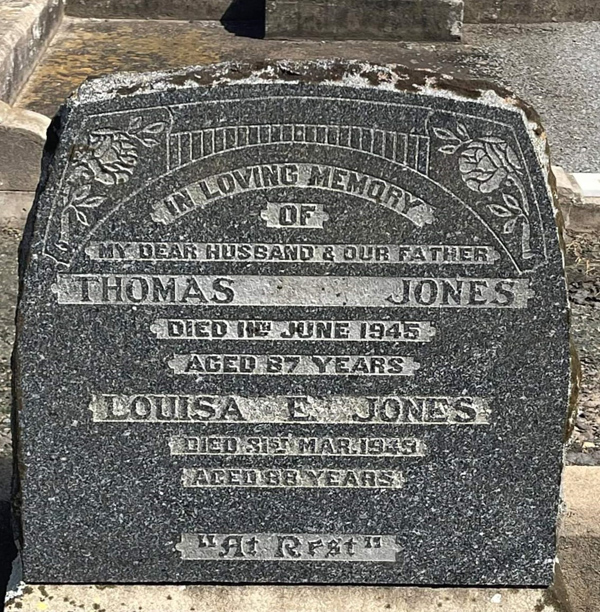 IN LOVING MEMORY
OF
MY DEAR HUSBAND & OUR FATHER
THOMAS JONES
DIED 11TH JUNE 1945
AGED 87 YEARS
LOUISA E JONES
DIED 31ST MAR. 1949
AGED 88 YEARS
"At Rest"